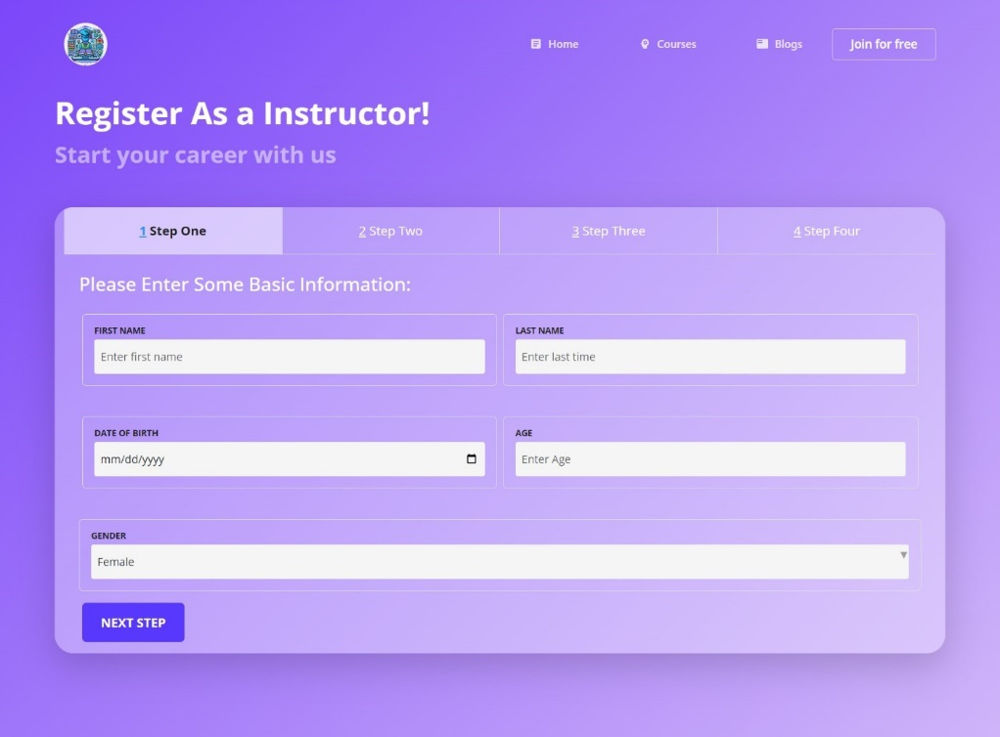 Home Courses Blogs Join for free
Register As a Instructor!
Start your career with us
1 Step One 2 Step Two 3 Step Three 4 Step Four
Please Enter Some Basic Information:
FIRST NAME LAST NAME
Enter first name Enter last time
DATE OF BIRTH AGE
mm/dd/yyyy Enter Age
GENDER
Female
NEXT STEP